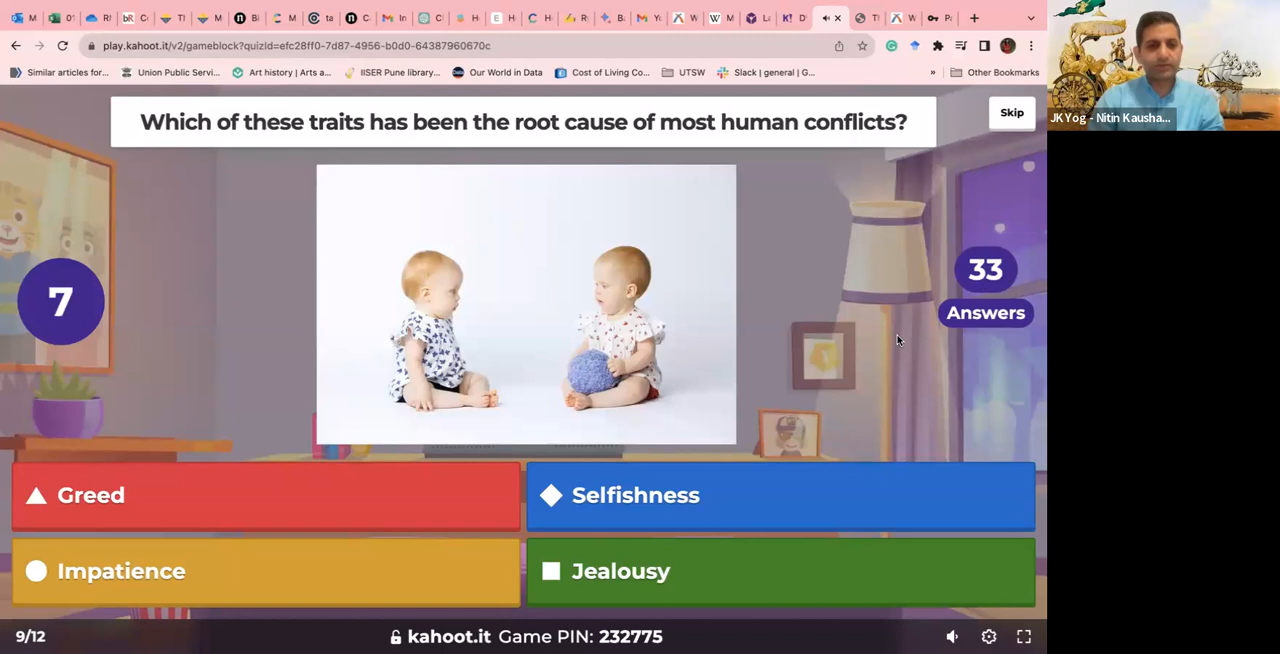 play.kahoot.it/v2/gameblock?quizId=efc28ff0-7d87-4956-b0d0-64387960670c
Similar articles for... Union Public Servi... Art history | Arts a... IISER Pune library... Our World in Data Cost of Living Co... UTSW Slack | general | G... » Other Bookmarks
Which of these traits has been the root cause of most human conflicts?
Skip
JKYog - Nitin Kausha...
7
33
Answers
Greed
Selfishness
Impatience
Jealousy
9/12
kahoot.it Game PIN: 232775